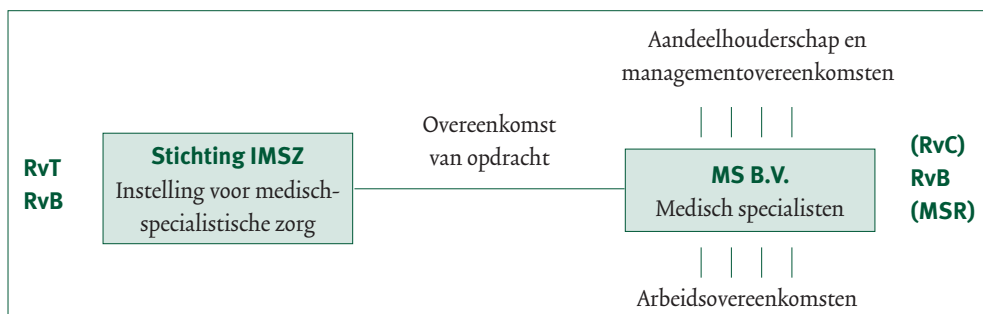 Aandeelhouderschap en
managementovereenkomsten
Overeenkomst
van opdracht
RvT
RvB
Stichting IMSZ
Instelling voor medisch-
specialistische zorg
MS B.V.
Medisch specialisten
(RvC)
RvB
(MSR)
Arbeidsovereenkomsten